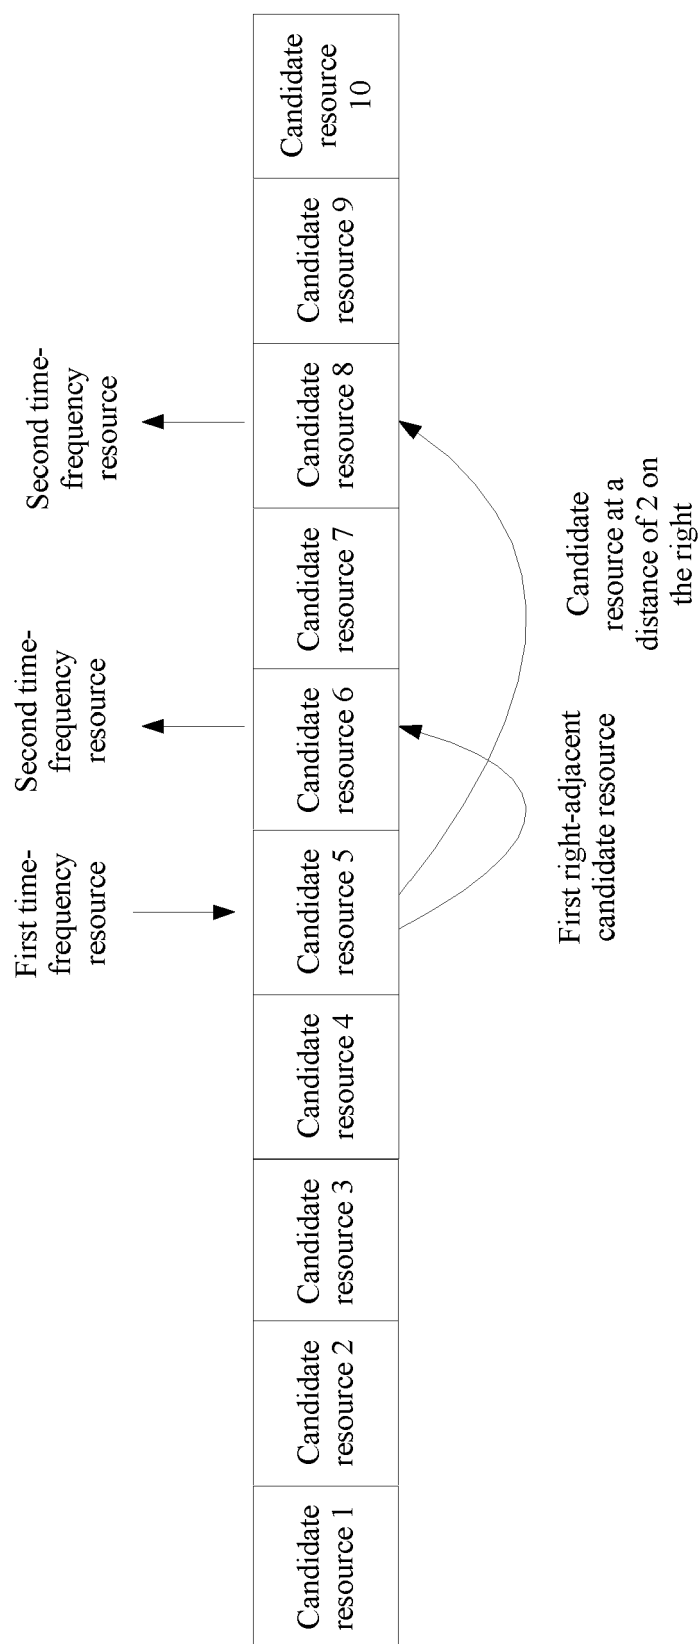 First time-
frequency
resource
Second time-
frequency
resource
Second time-
frequency
resource
Candidate
resource 1
Candidate
resource 2
Candidate
resource 3
Candidate
resource 4
Candidate
resource 5
Candidate
resource 6
Candidate
resource 7
Candidate
resource 8
Candidate
resource 9
Candidate
resource
10
First right-adjacent
candidate resource
Candidate
resource at a
distance of 2 on
the right